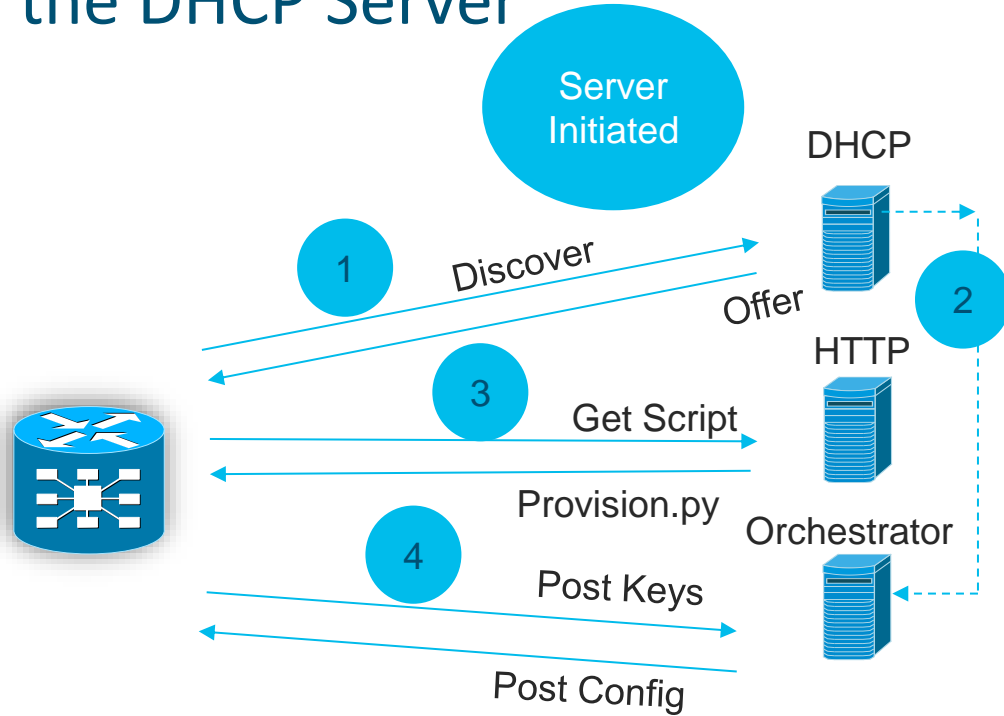 the DHCP Server
Server
Initiated
DHCP
1
Discover
Offer
2
HTTP
3
Get Script
Provision.py
Orchestrator
4
Post Keys
Post Config